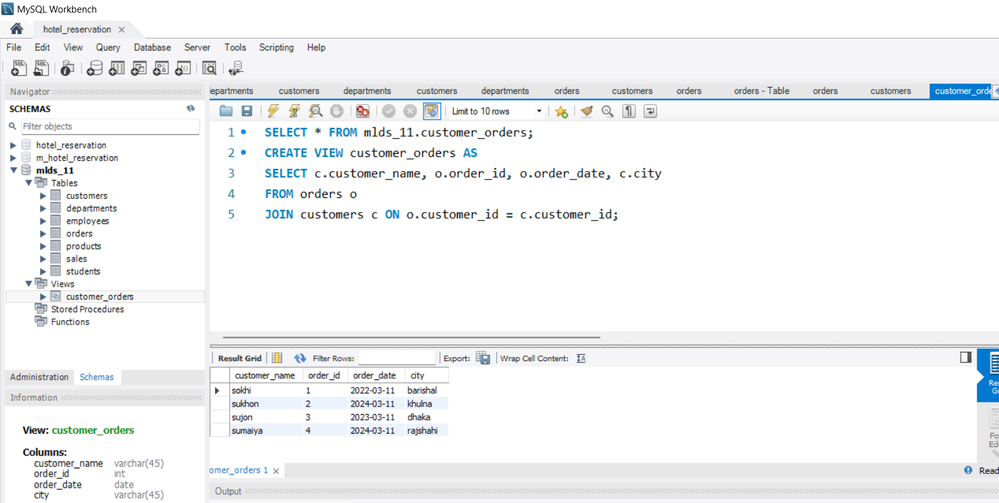 MySQL Workbench
hotel_reservation
File Edit View Query Database Server Tools Scripting Help
Navigator
SCHEMAS
Filter objects
hotel_reservation
m_hotel_reservation
mlds_11
Tables
customers
departments
employees
orders
products
sales
students
Views
customer_orders
Stored Procedures
Functions
Administration Schemas
Information
View: customer_orders
Columns:
customer_name varchar(45)
order_id int
order_date date
city varchar(45)
epartments customers departments customers departments orders customers orders orders - Table orders customers customer_orde
Limit to 10 rows
1 SELECT * FROM mlds_11.customer_orders;
2 CREATE VIEW customer_orders AS
3 SELECT c.customer_name, o.order_id, o.order_date, c.city
4 FROM orders o
5 JOIN customers c ON o.customer_id = c.customer_id;
Result Grid Filter Rows: Export: Wrap Cell Content:
customer_name order_id order_date city
sokhi 1 2022-03-11 barishal
sukhon 2 2024-03-11 khulna
sujon 3 2023-03-11 dhaka
sumaiya 4 2024-03-11 rajshahi
Res
G
Fo
Edi
omer_orders 1
Read
Output